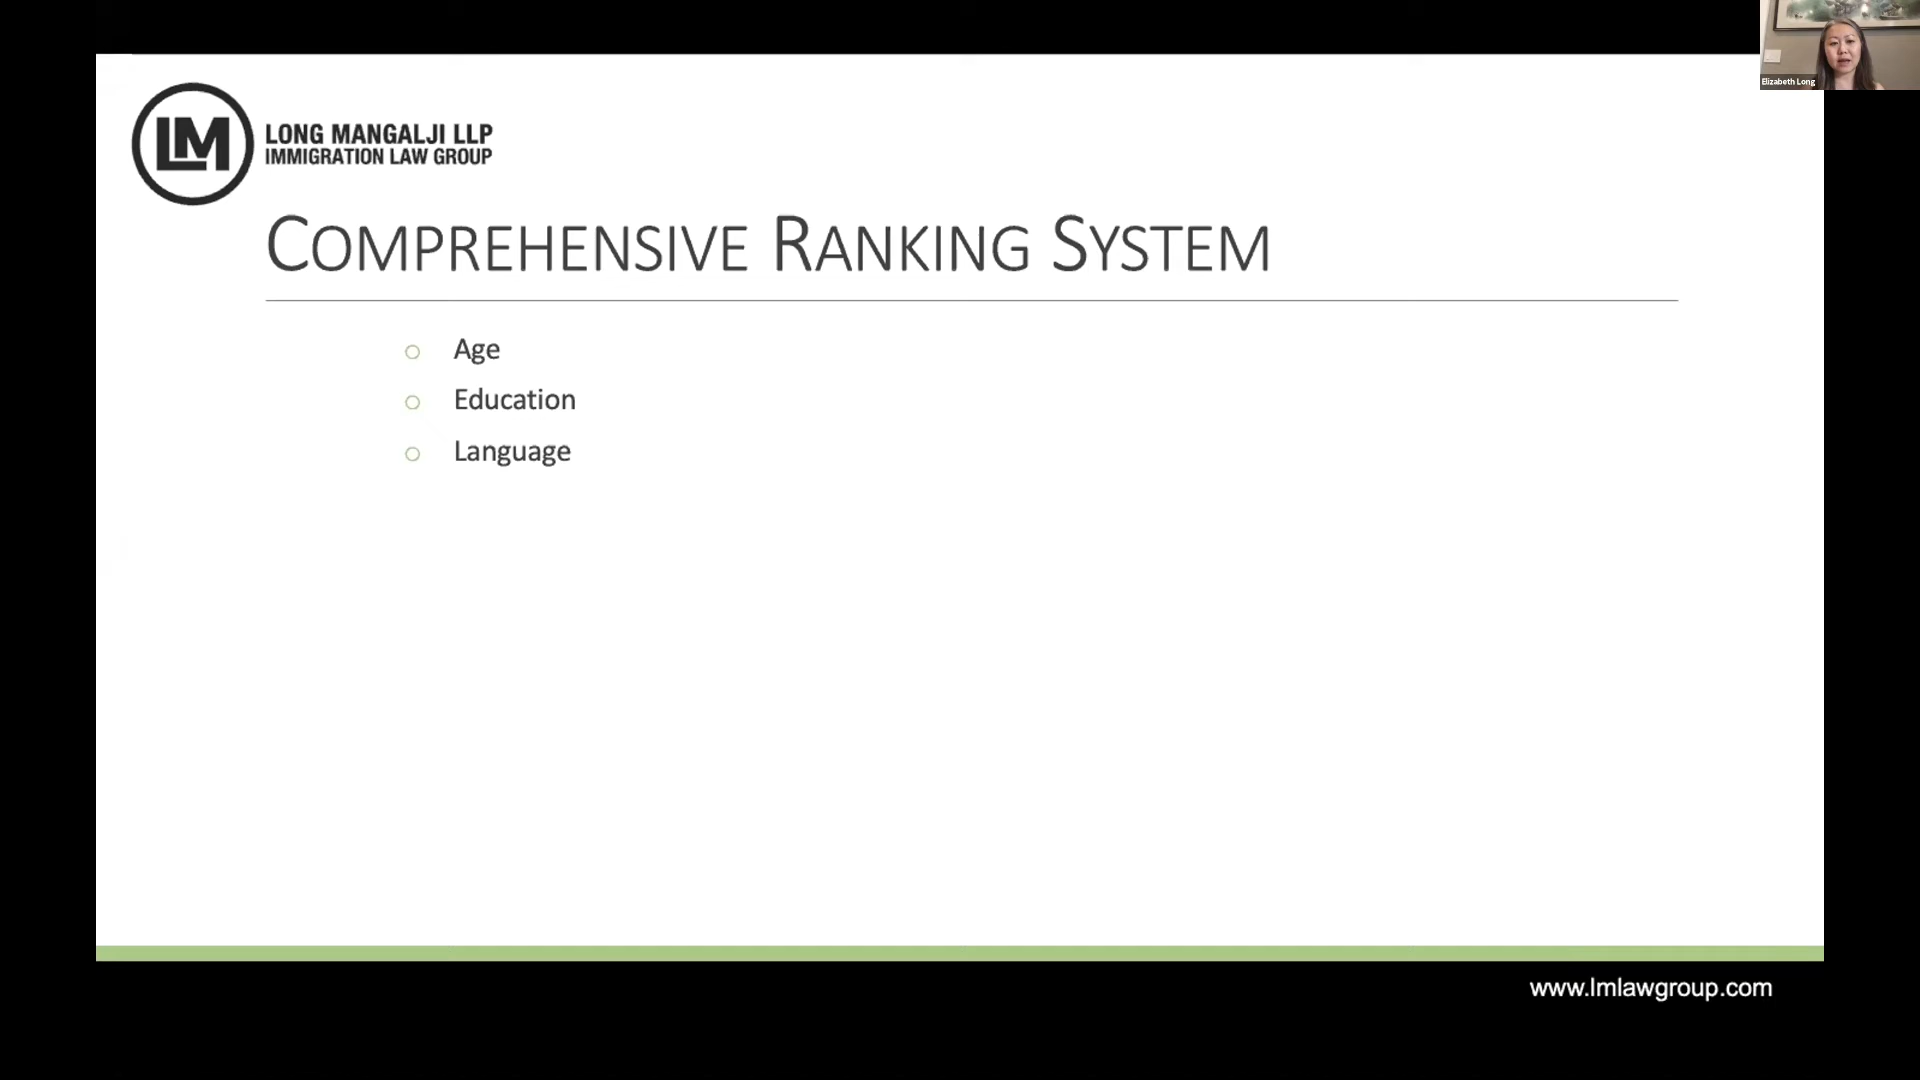 Elizabeth Long
LM
LONG MANGALJI LLP
IMMIGRATION LAW GROUP
COMPREHENSIVE RANKING SYSTEM
Age
Education
Language
www.lmlawgroup.com